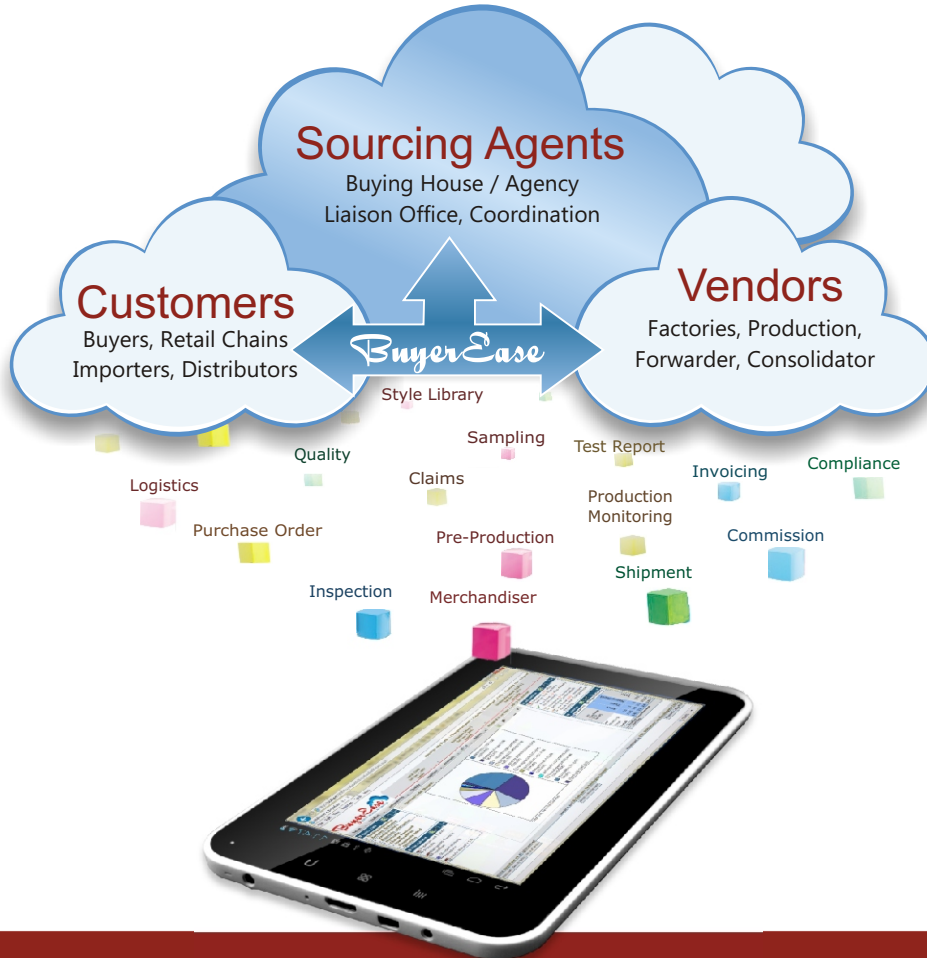 Sourcing Agents
Buying House / Agency
Liaison Office, Coordination
Customers
Buyers, Retail Chains
Importers, Distributors
Vendors
Factories, Production,
Forwarder, Consolidator
BuyerEase
Style Library
Sampling
Test Report
Quality
Invoicing
Compliance
Logistics
Claims
Production
Monitoring
Purchase Order
Pre-Production
Commission
Shipment
Inspection
Merchandiser
BuyerEase